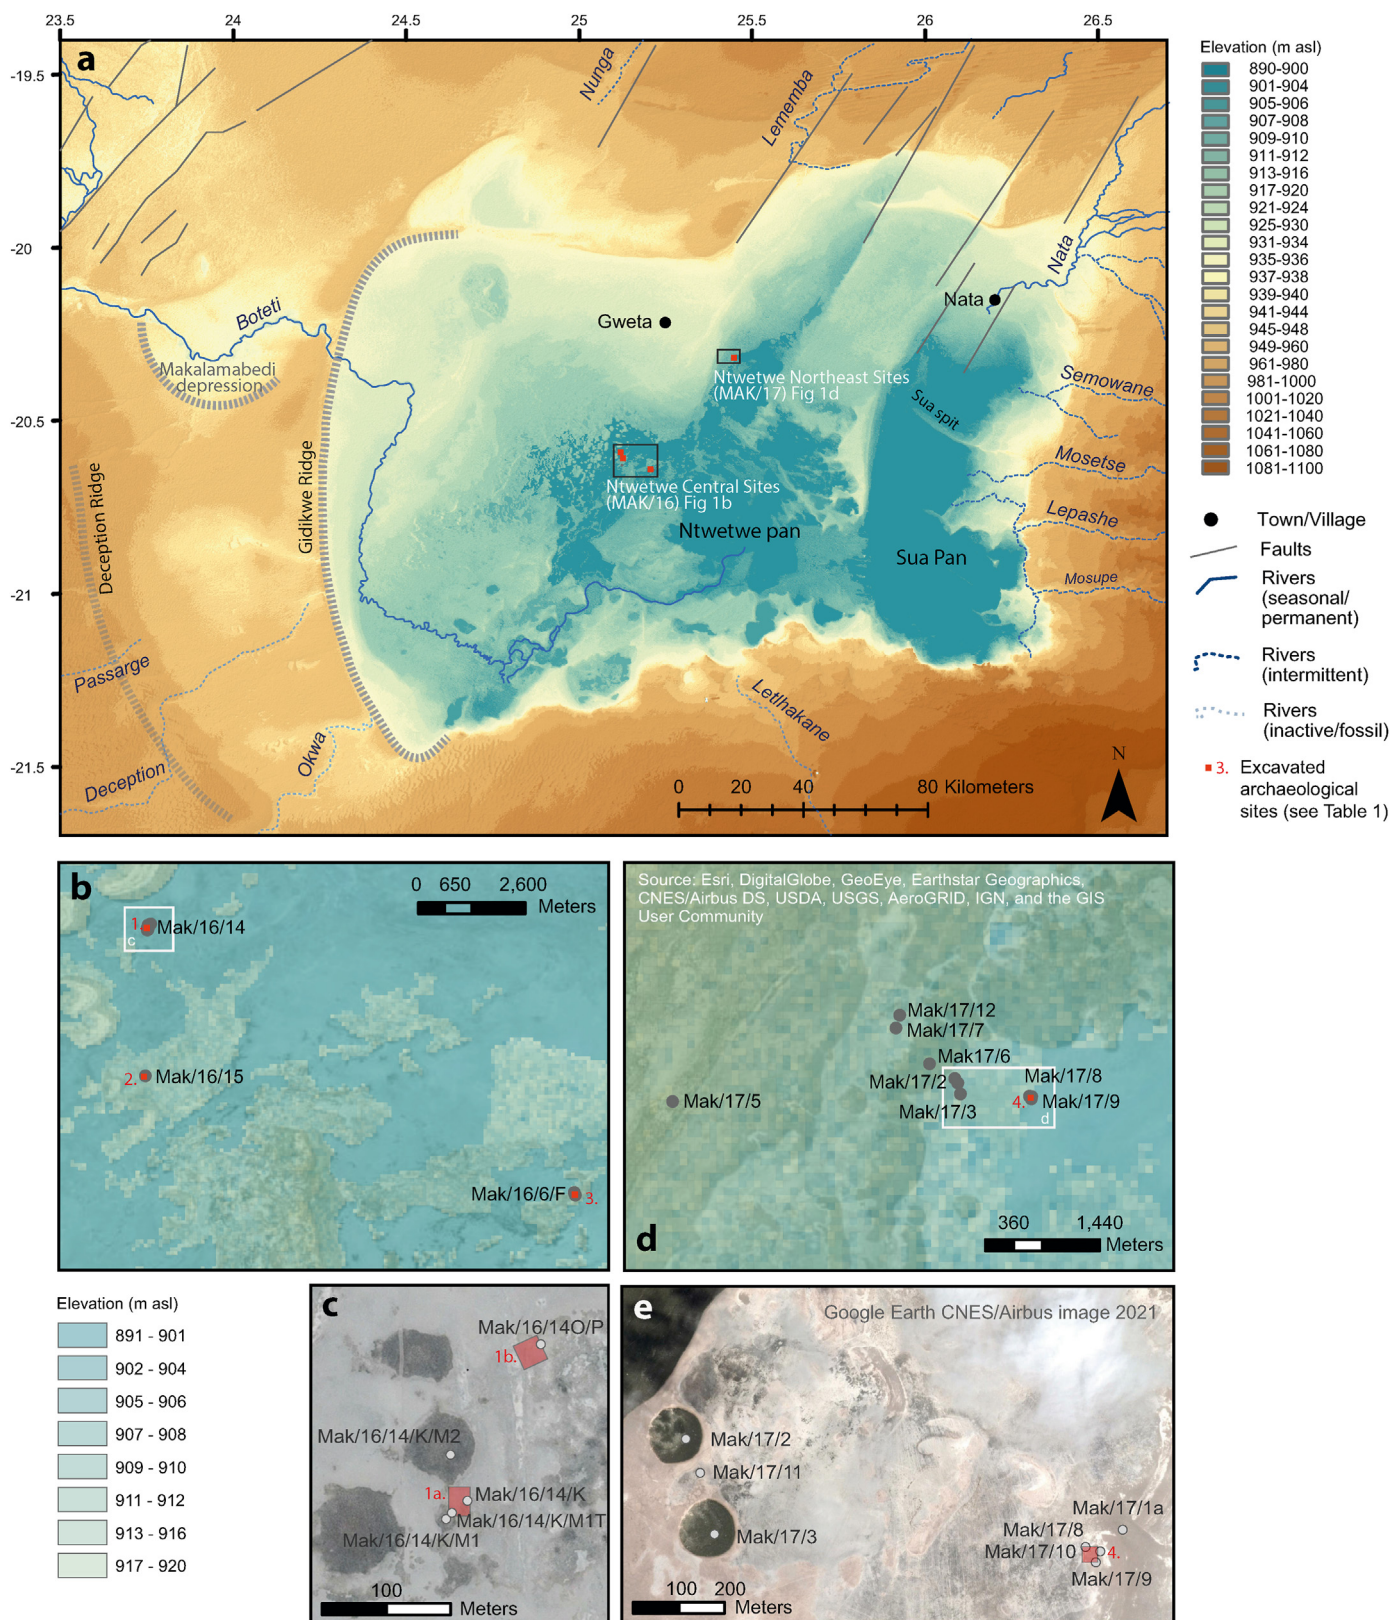 23.5 24 24.5 25 25.5 26 26.5
a
-19.5
-20
-20.5
-21
-21.5
Nunga
Lememba
Nata
Nata
Boteti
Gweta
Makalamabedi
depression
Ntwetwe Northeast Sites
(MAK/17) Fig 1d
Sua spit
Semowane
Mosetse
Lepashe
Mosupe
Gidikwe Ridge
Deception Ridge
Ntwetwe Central Sites
(MAK/16) Fig 1b
Ntwetwe pan
Sua Pan
Passarge
Deception
Okwa
Letlhakane
N
0 20 40 80 Kilometers
Elevation (m asl)
890-900
901-904
905-906
907-908
909-910
911-912
913-916
917-920
921-924
925-930
931-934
935-936
937-938
939-940
941-944
945-948
949-960
961-980
981-1000
1001-1020
1021-1040
1041-1060
1061-1080
1081-1100
Town/Village
Faults
Rivers
(seasonal/
permanent)
Rivers
(intermittent)
Rivers
(inactive/fossil)
3. Excavated
archaeological
sites (see Table 1)
b
0 650 2,600
Meters
1. Mak/16/14
c
2. Mak/16/15
Mak/16/6/F 3.
Source: Esri, DigitalGlobe, GeoEye, Earthstar Geographics,
CNES/Airbus DS, USDA, USGS, AeroGRID, IGN, and the GIS
User Community
Mak/17/12
Mak/17/7
Mak17/6
Mak/17/2
Mak/17/8
Mak/17/5
Mak/17/3
4. Mak/17/9
d
360 1,440
Meters
d
Elevation (m asl)
891 - 901
902 - 904
905 - 906
907 - 908
909 - 910
911 - 912
913 - 916
917 - 920
c
Mak/16/14O/P
1b.
Mak/16/14/K/M2
1a. Mak/16/14/K
Mak/16/14/K/M1T
Mak/16/14/K/M1
100
Meters
e
Google Earth CNES/Airbus image 2021
Mak/17/2
Mak/17/11
Mak/17/3
Mak/17/1a
Mak/17/8
Mak/17/10 4.
Mak/17/9
100 200
Meters